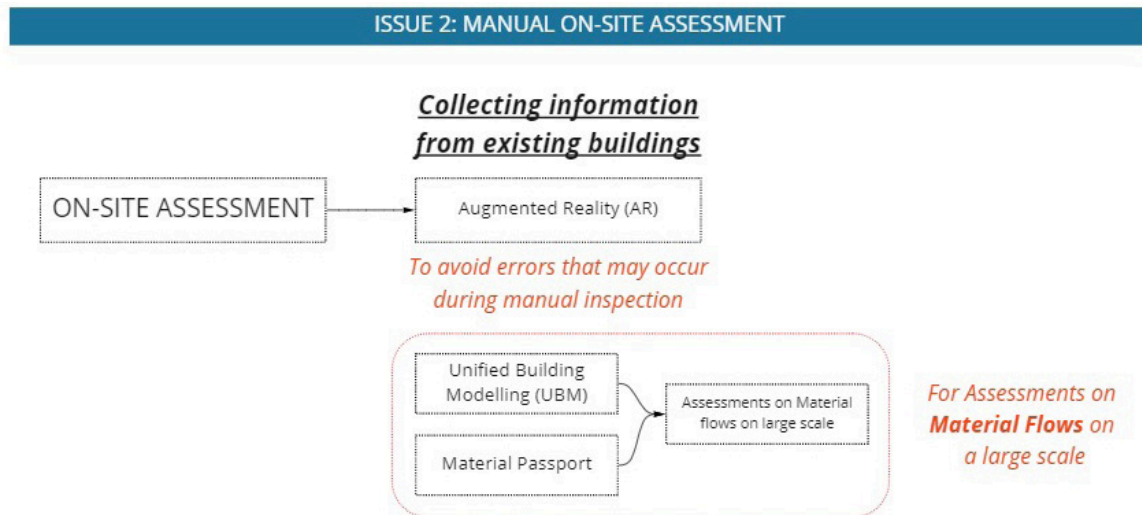 ISSUE 2: MANUAL ON-SITE ASSESSMENT
Collecting information
from existing buildings
ON-SITE ASSESSMENT
Augmented Reality (AR)
To avoid errors that may occur
during manual inspection
Unified Building
Modelling (UBM)
Material Passport
Assessments on Material
flows on large scale
For Assessments on
Material Flows on
a large scale